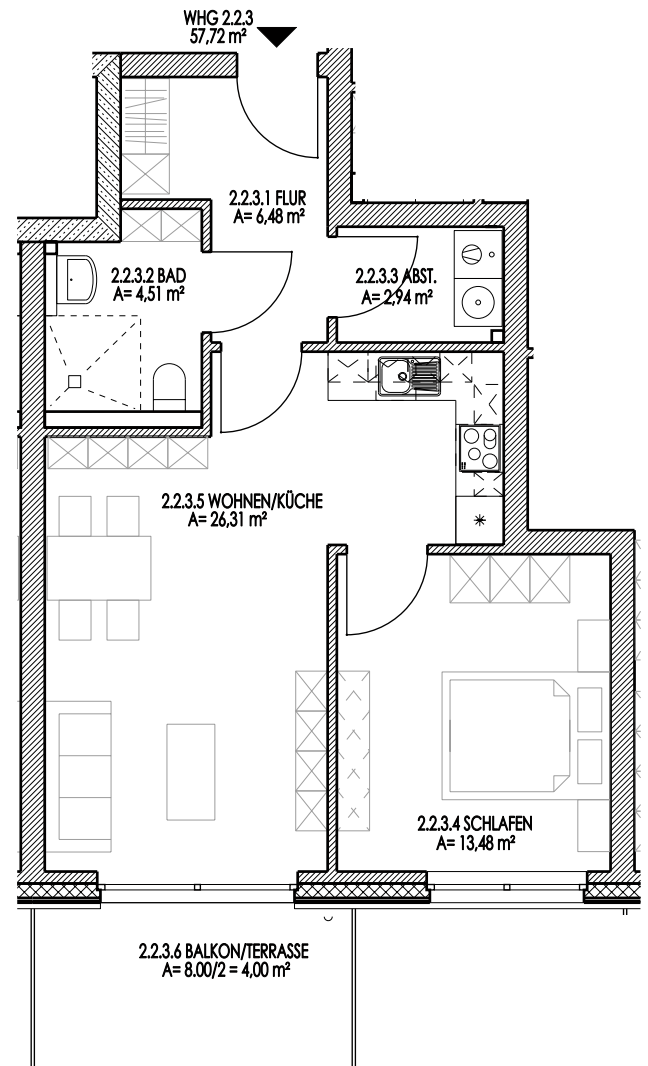 WHG 2.2.3
57,72 m²
2.2.3.1 FLUR
A= 6,48 m²
2.2.3.2 BAD
A= 4,51 m²
2.2.3.3 ABST.
A= 2,94 m²
2.2.3.5 WOHNEN/KÜCHE
A= 26,31 m²
2.2.3.4 SCHLAFEN
A= 13,48 m²
2.2.3.6 BALKON/TERRASSE
A= 8.00/2 = 4,00 m²